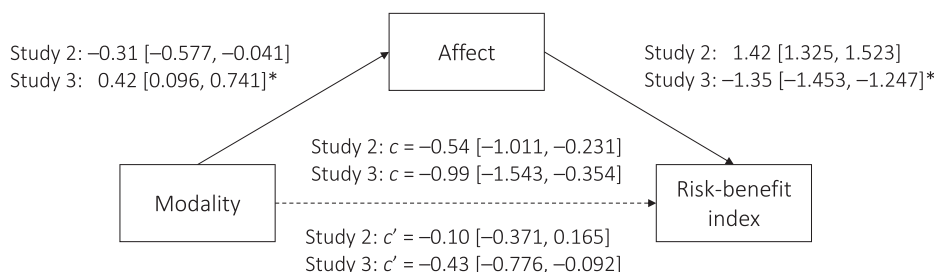 Study 2: –0.31 [–0.577, –0.041]
Study 3: 0.42 [0.096, 0.741]*
Affect
Study 2: 1.42 [1.325, 1.523]
Study 3: –1.35 [–1.453, –1.247]*
Study 2: c = –0.54 [–1.011, –0.231]
Study 3: c = –0.99 [–1.543, –0.354]
Modality
Risk-benefit
index
Study 2: c’ = –0.10 [–0.371, 0.165]
Study 3: c’ = –0.43 [–0.776, –0.092]